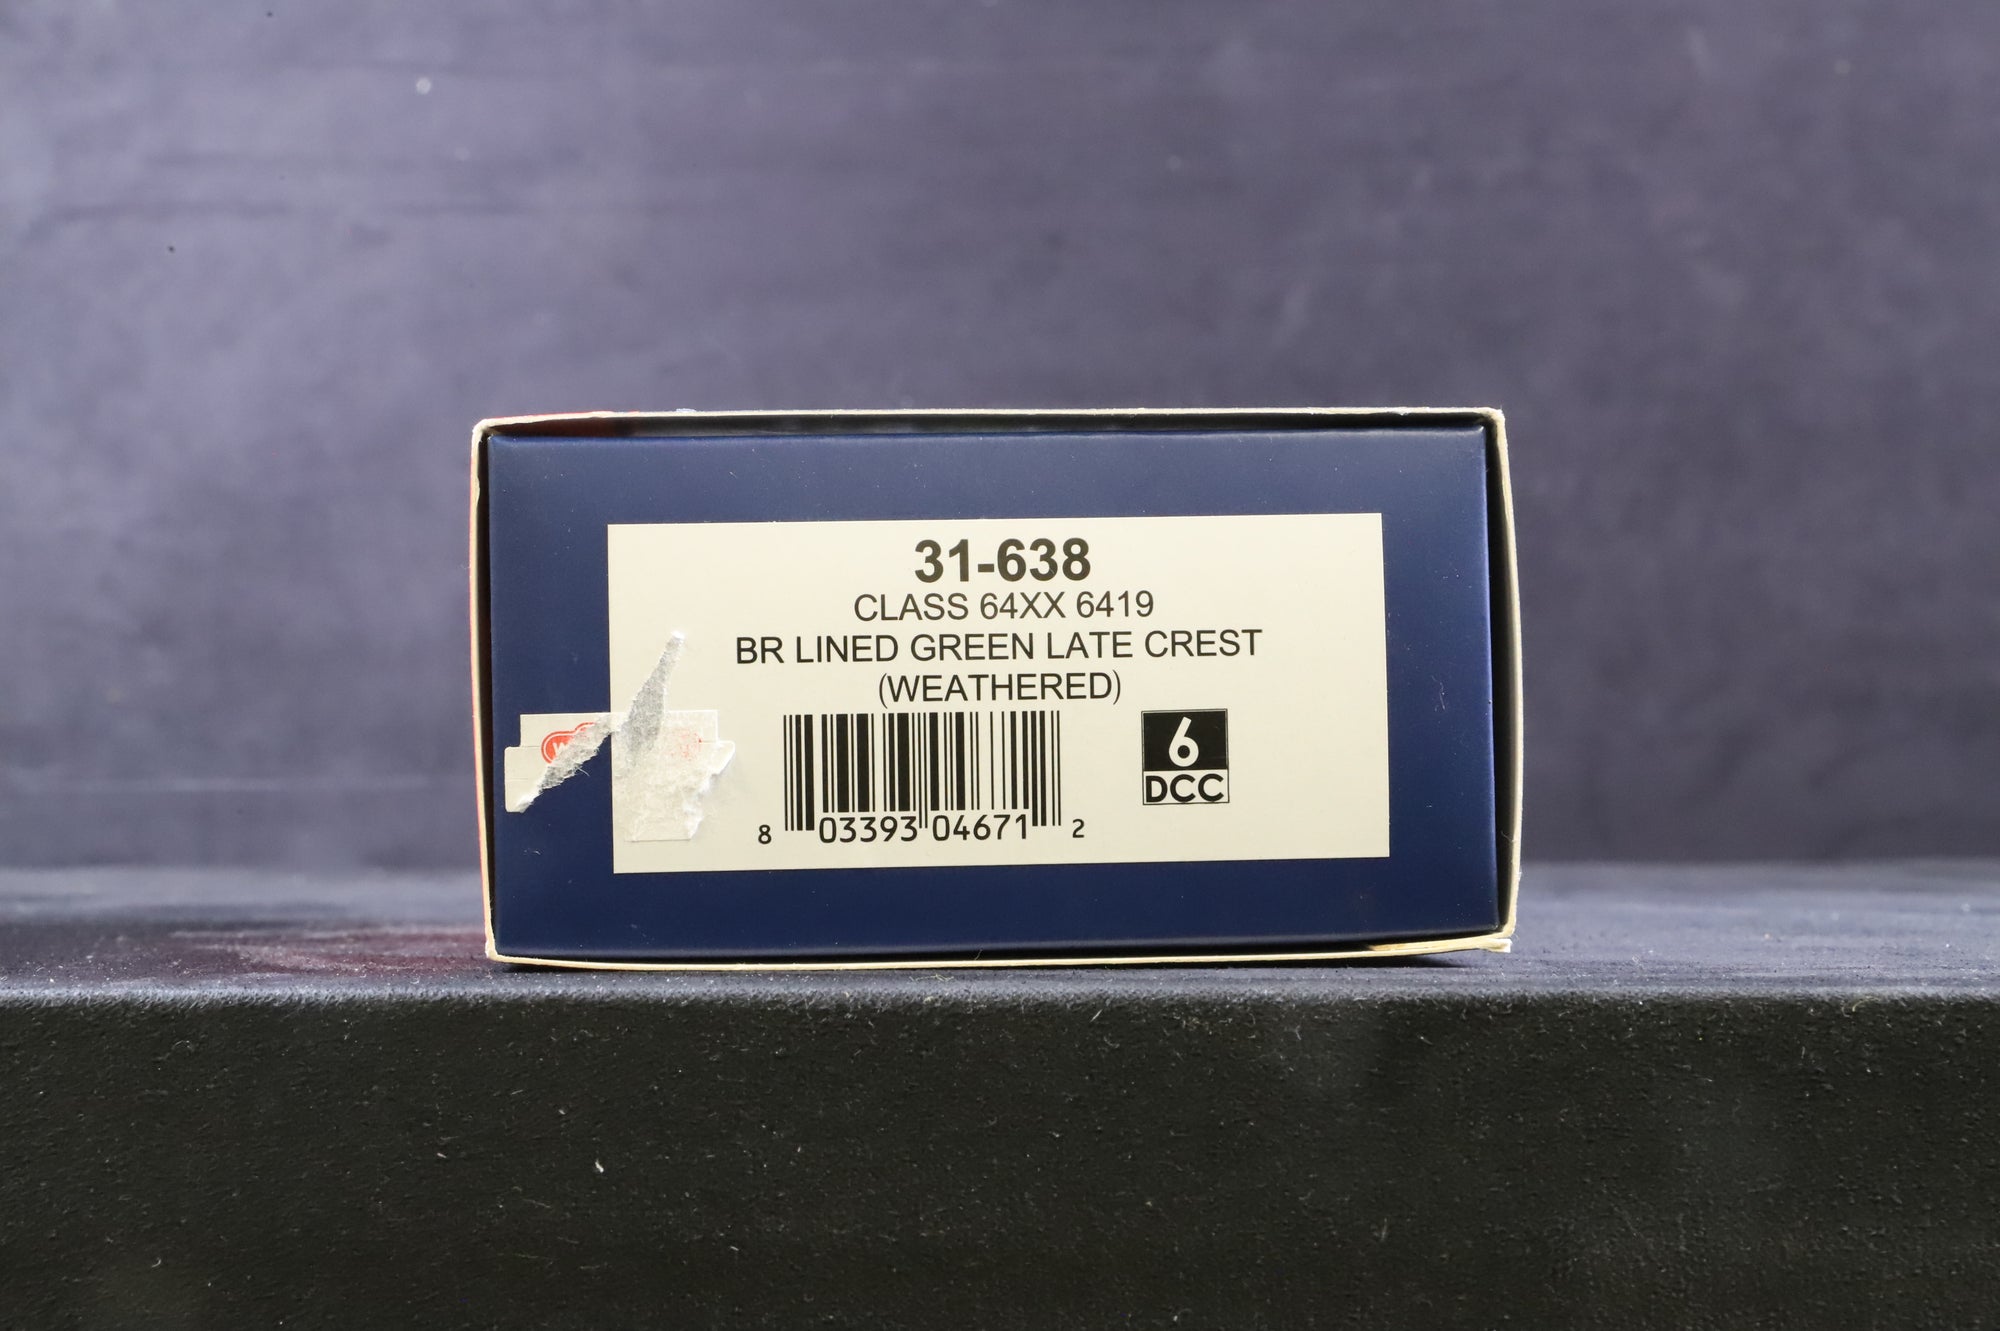 31-638
CLASS 64XX 6419
BR LINED GREEN LATE CREST
(WEATHERED)
8 03393 04671 2
6
DCC